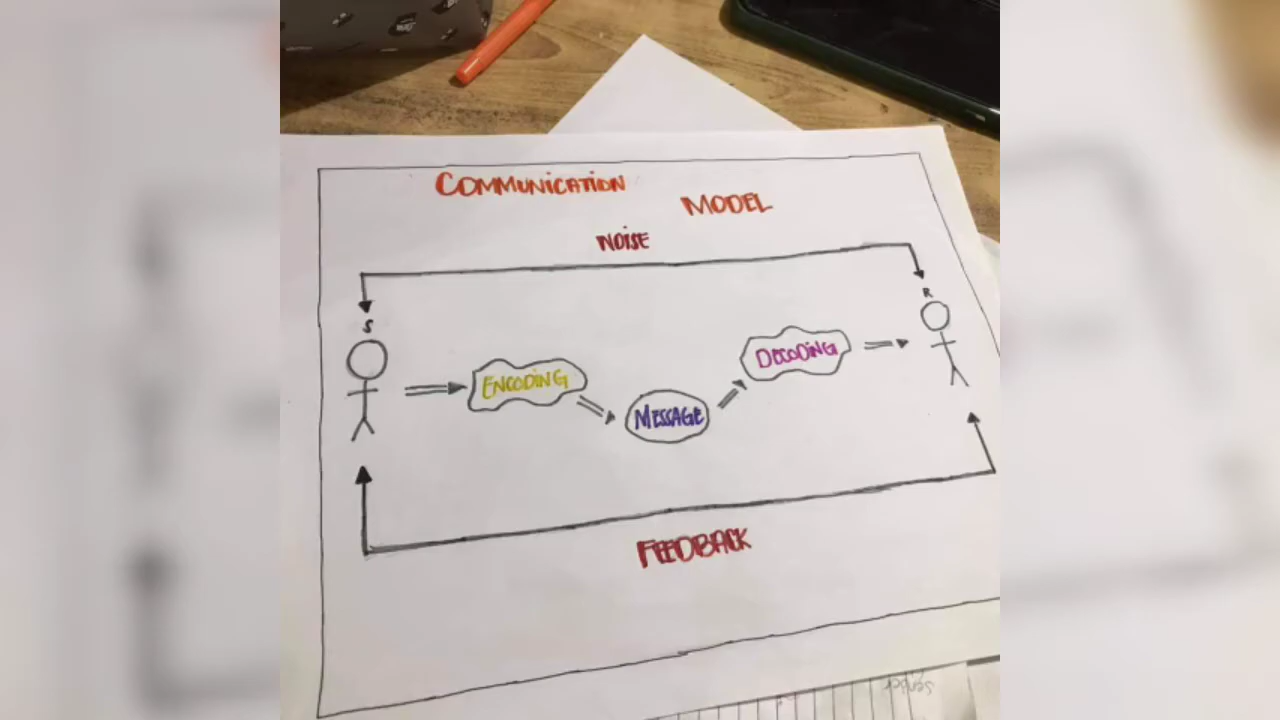 COMMUNICATION MODEL
NOISE
S
R
ENCODING
MESSAGE
DECODING
FEEDBACK